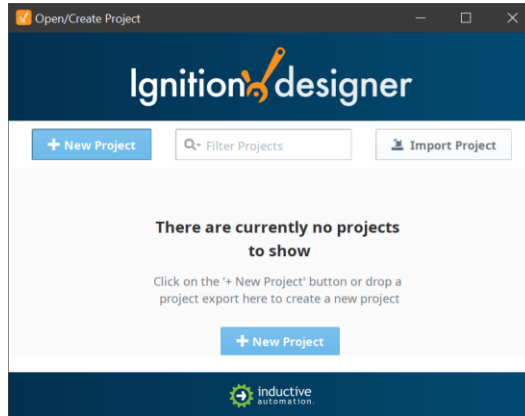 Open/Create Project
Ignition designer
+ New Project
Filter Projects
Import Project
There are currently no projects
to show
Click on the '+ New Project' button or drop a
project export here to create a new project
+ New Project
inductive
automation.